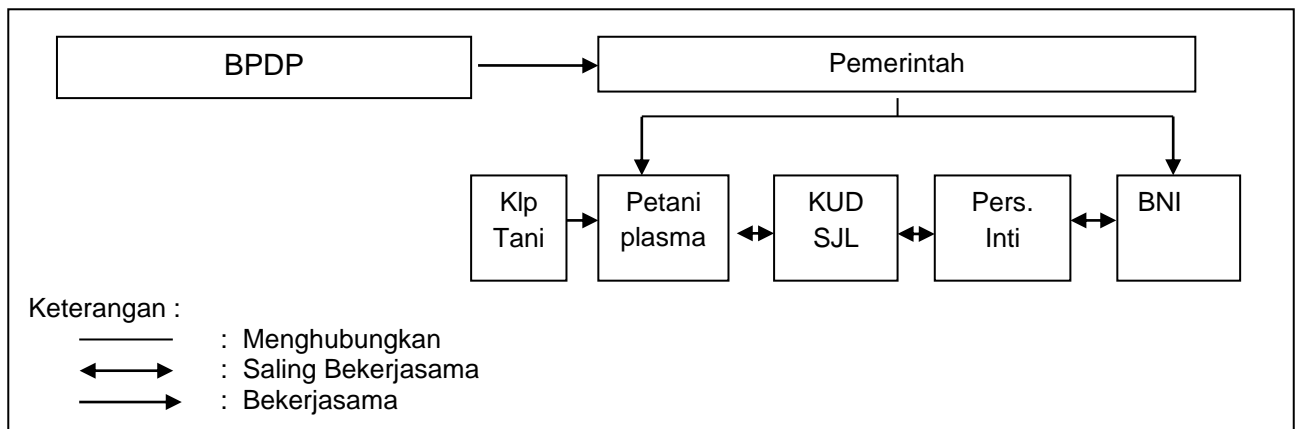 BPDP
Pemerintah
Klp
Tani
Petani
plasma
KUD
SJL
Pers.
Inti
BNI
Keterangan :
: Menghubungkan
: Saling Bekerjasama
: Bekerjasama